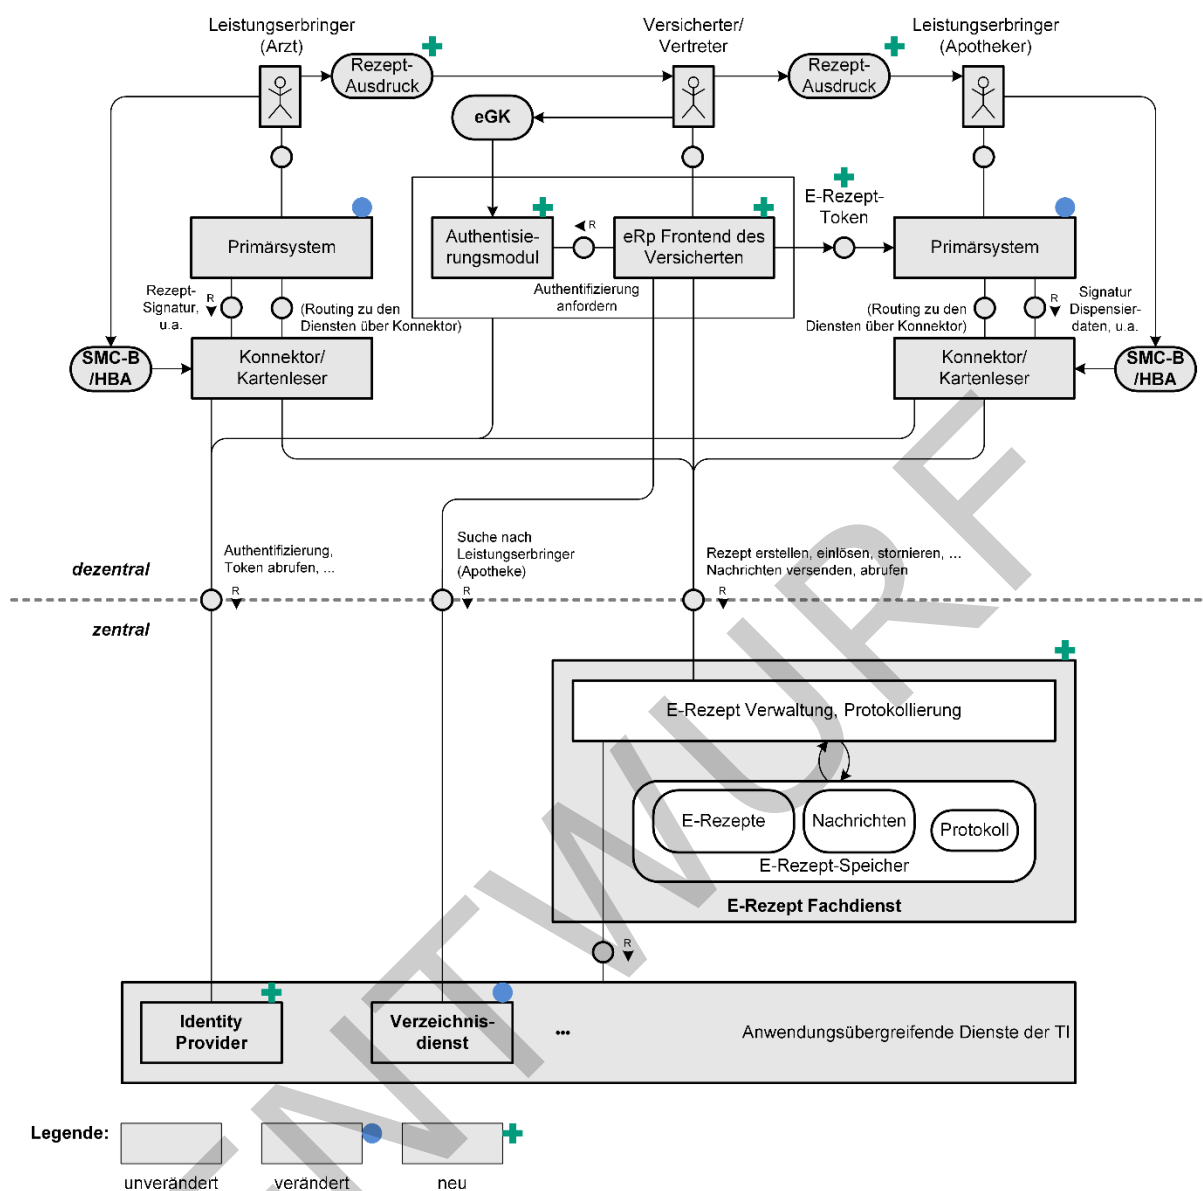 Leistungserbringer
(Arzt)
Versicherter/
Vertreter
Leistungserbringer
(Apotheker)
Rezept-
Ausdruck
Rezept-
Ausdruck
eGK
E-Rezept-
Token
Primärsystem
Authentisie-
rungsmodul
R
eRp Frontend des
Versicherten
Primärsystem
Authentifizierung
anfordern
Rezept-
Signatur,
u.a.
R
(Routing zu den
Diensten über Konnektor)
(Routing zu den
Diensten über Konnektor)
R
Signatur
Dispensier-
daten, u.a.
SMC-B
/HBA
Konnektor/
Kartenleser
Konnektor/
Kartenleser
SMC-B
/HBA
Authentifizierung,
Token abrufen, ...
Suche nach
Leistungserbringer
(Apotheke)
Rezept erstellen, einlösen, stornieren, ...
Nachrichten versenden, abrufen
dezentral
R
R
R
zentral
E-Rezept Verwaltung, Protokollierung
E-Rezepte
Nachrichten
Protokoll
E-Rezept-Speicher
E-Rezept Fachdienst
R
Identity
Provider
Verzeichnis-
dienst
...
Anwendungsübergreifende Dienste der TI
Legende:
unverändert
verändert
neu
ENTWURF